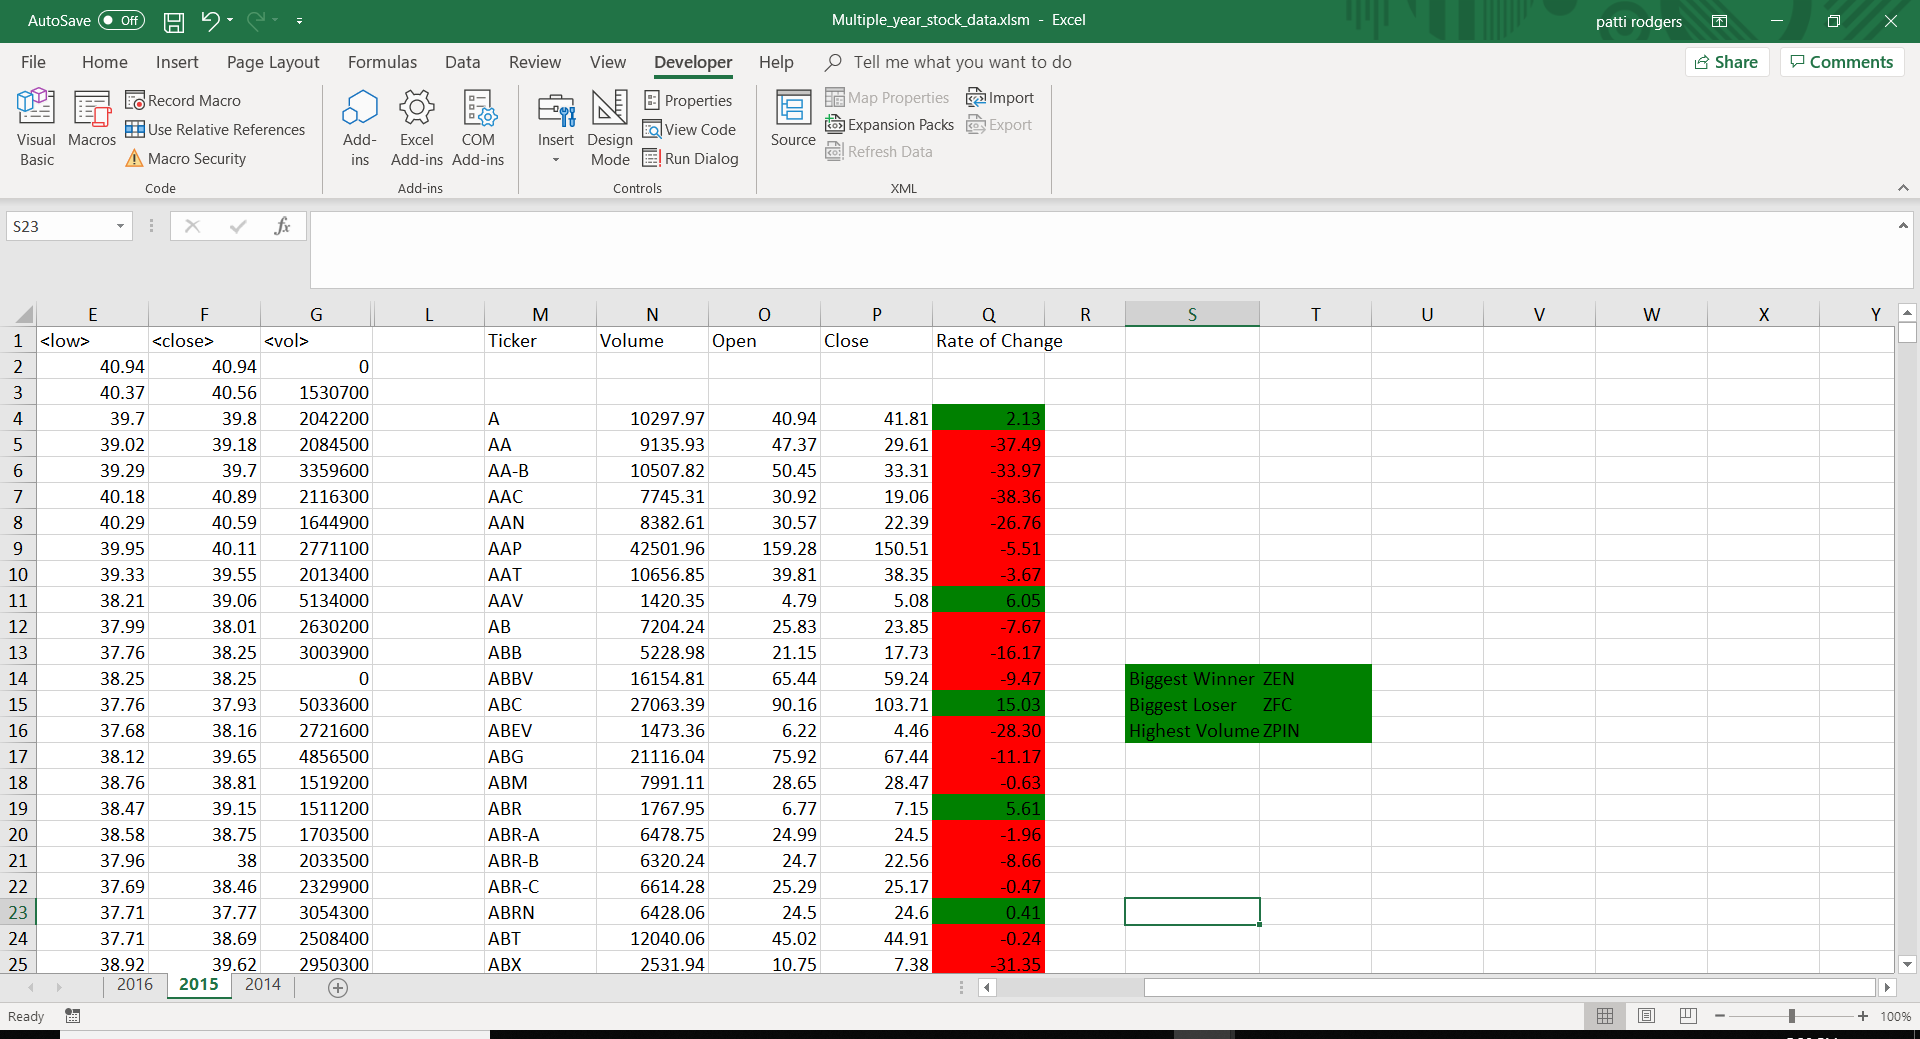 AutoSave Off Multiple_year_stock_data.xlsm - Excel patti rodgers
File Home Insert Page Layout Formulas Data Review View Developer Help Tell me what you want to do Share Comments
Visual Basic
Macros
Record Macro
Use Relative References
Macro Security
Code
Add-ins
Excel Add-ins
COM Add-ins
Add-ins
Insert
Design Mode
Properties
View Code
Run Dialog
Controls
Source
Map Properties
Expansion Packs
Refresh Data
Import
Export
XML
S23 fx
E F G L M N O P Q R S T U V W X Y
1 <low> <close> <vol> Ticker Volume Open Close Rate of Change
2 40.94 40.94 0
3 40.37 40.56 1530700
4 39.7 39.8 2042200 A 10297.97 40.94 41.81 2.13
5 39.02 39.18 2084500 AA 9135.93 47.37 29.61 -37.49
6 39.29 39.7 3359600 AA-B 10507.82 50.45 33.31 -33.97
7 40.18 40.89 2116300 AAC 7745.31 30.92 19.06 -38.36
8 40.29 40.59 1644900 AAN 8382.61 30.57 22.39 -26.76
9 39.95 40.11 2771100 AAP 42501.96 159.28 150.51 -5.51
10 39.33 39.55 2013400 AAT 10656.85 39.81 38.35 -3.67
11 38.21 39.06 5134000 AAV 1420.35 4.79 5.08 6.05
12 37.99 38.01 2630200 AB 7204.24 25.83 23.85 -7.67
13 37.76 38.25 3003900 ABB 5228.98 21.15 17.73 -16.17
14 38.25 38.25 0 ABBV 16154.81 65.44 59.24 -9.47 Biggest Winner ZEN
15 37.76 37.93 5033600 ABC 27063.39 90.16 103.71 15.03 Biggest Loser ZFC
16 37.68 38.16 2721600 ABEV 1473.36 6.22 4.46 -28.30 Highest Volume ZPIN
17 38.12 39.65 4856500 ABG 21116.04 75.92 67.44 -11.17
18 38.76 38.81 1519200 ABM 7991.11 28.65 28.47 -0.63
19 38.47 39.15 1511200 ABR 1767.95 6.77 7.15 5.61
20 38.58 38.75 1703500 ABR-A 6478.75 24.99 24.5 -1.96
21 37.96 38 2033500 ABR-B 6320.24 24.7 22.56 -8.66
22 37.69 38.46 2329900 ABR-C 6614.28 25.29 25.17 -0.47
23 37.71 37.77 3054300 ABRN 6428.06 24.5 24.6 0.41
24 37.71 38.69 2508400 ABT 12040.06 45.02 44.91 -0.24
25 38.92 39.62 2950300 ABX 2531.94 10.75 7.38 -31.35
2016 2015 2014
Ready 100%